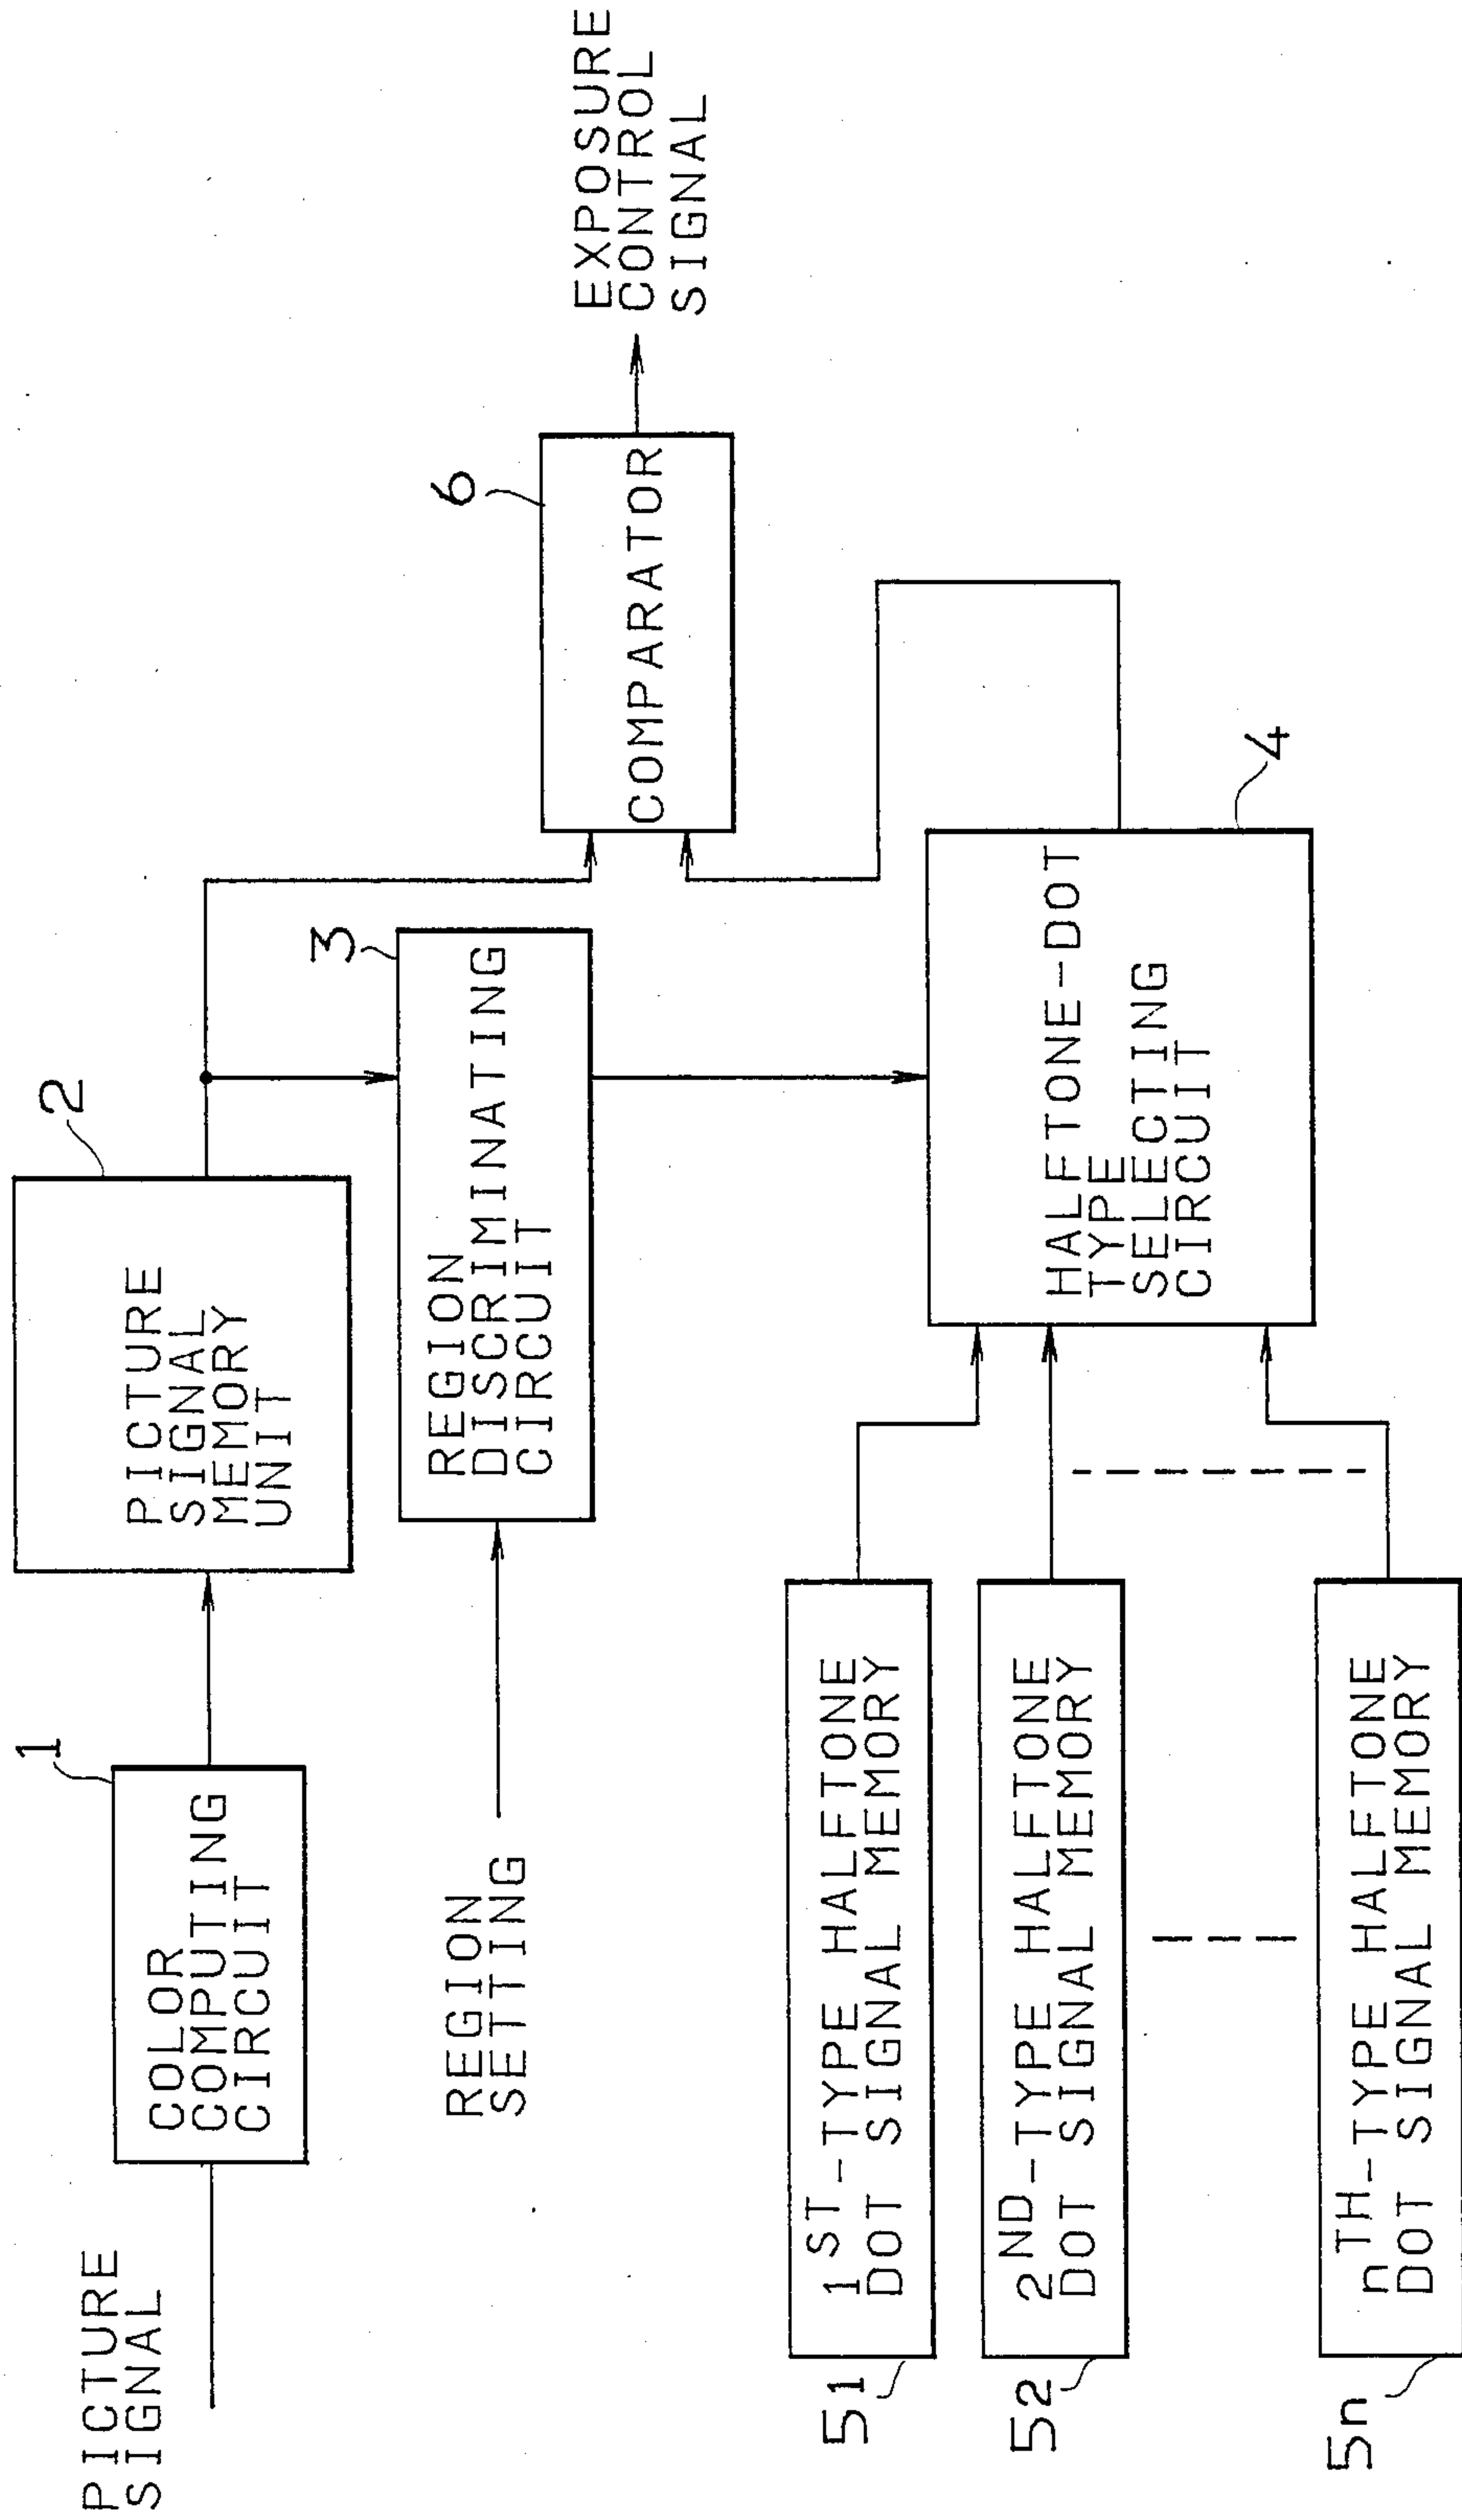 PICTURE
SIGNAL
1
COLOR
COMPUTING
CIRCUIT
2
PICTURE
SIGNAL
MEMORY
UNIT
REGION
SETTING
3
REGION
DISCRIMINATING
CIRCUIT
6
COMPARATOR
EXPOSURE
CONTROL
SIGNAL
51
1ST-TYPE HALFTONE
DOT SIGNAL MEMORY
52
2ND-TYPE HALFTONE
DOT SIGNAL MEMORY
5n
nTH-TYPE HALFTONE
DOT SIGNAL MEMORY
HALFTONE-DOT
TYPE
SELECTING
CIRCUIT
4